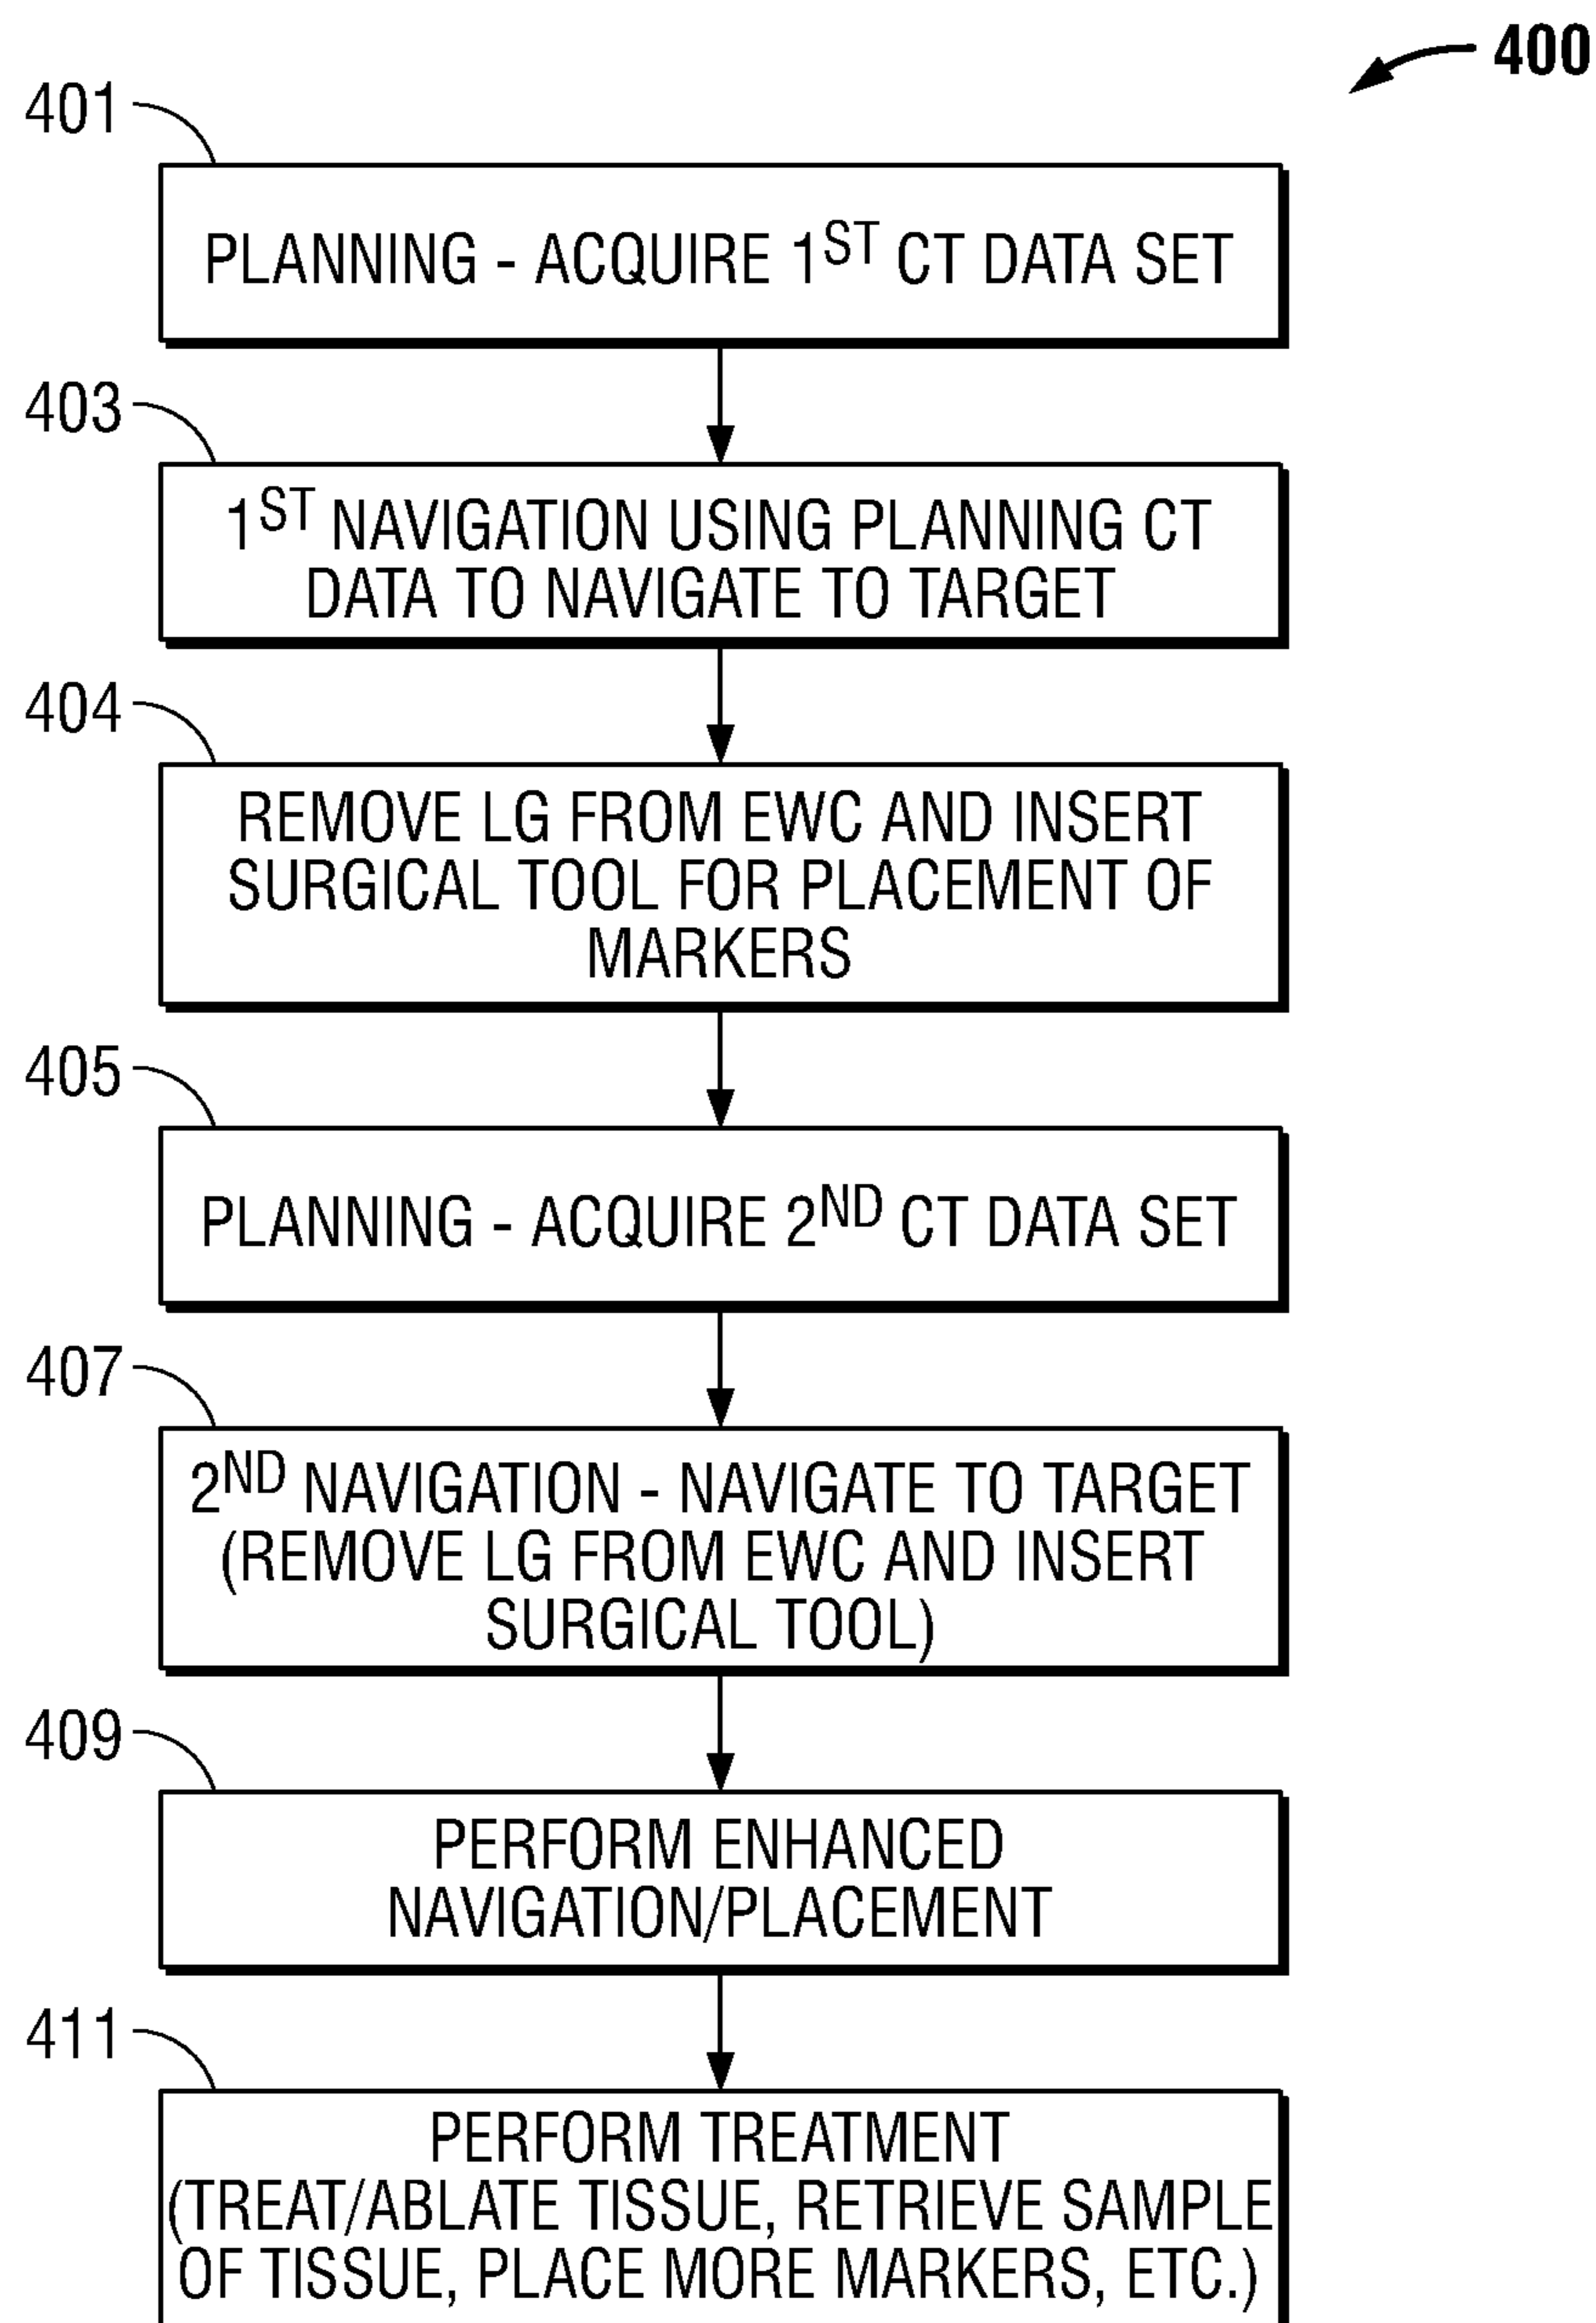 400
401
PLANNING - ACQUIRE 1ST CT DATA SET
403
1ST NAVIGATION USING PLANNING CT
DATA TO NAVIGATE TO TARGET
404
REMOVE LG FROM EWC AND INSERT
SURGICAL TOOL FOR PLACEMENT OF
MARKERS
405
PLANNING - ACQUIRE 2ND CT DATA SET
407
2ND NAVIGATION - NAVIGATE TO TARGET
(REMOVE LG FROM EWC AND INSERT
SURGICAL TOOL)
409
PERFORM ENHANCED
NAVIGATION/PLACEMENT
411
PERFORM TREATMENT
(TREAT/ABLATE TISSUE, RETRIEVE SAMPLE
OF TISSUE, PLACE MORE MARKERS, ETC.)